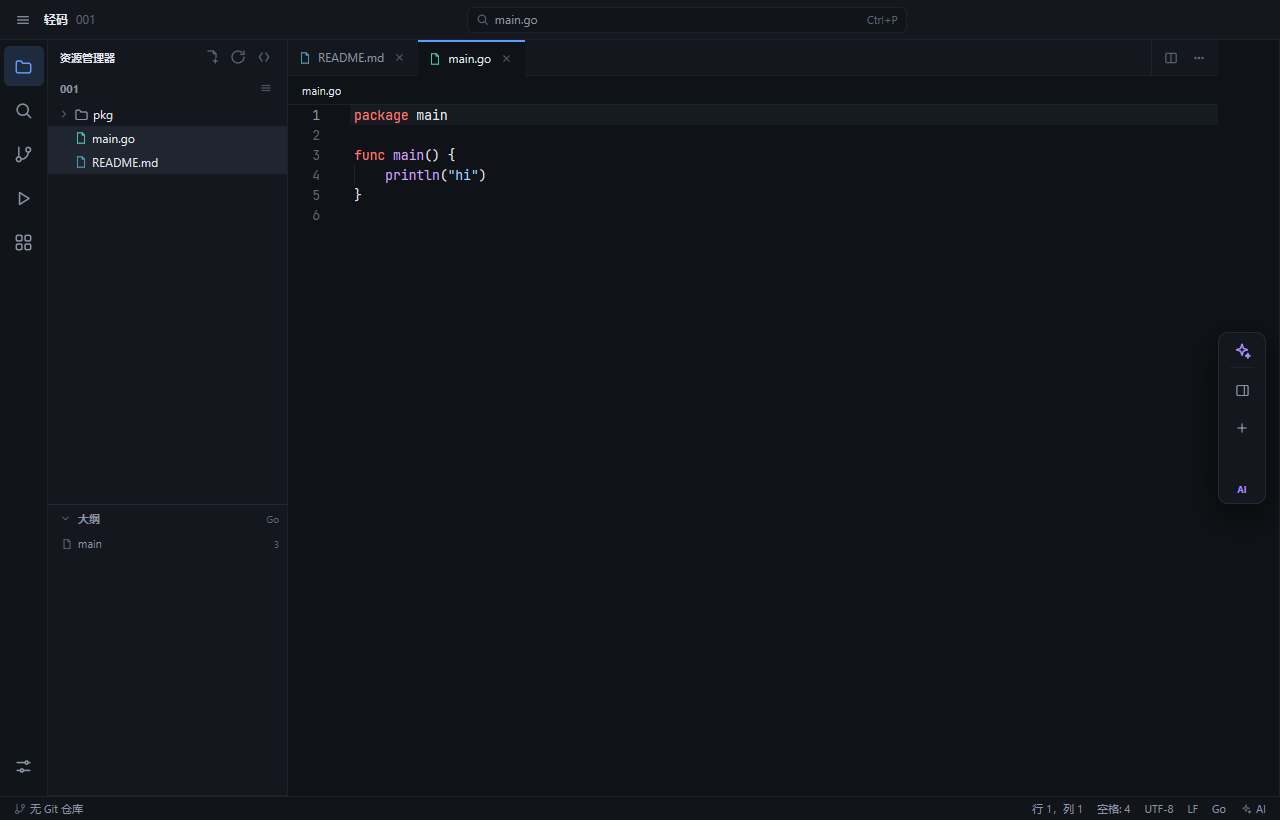 轻码 001
main.go Ctrl+P
资源管理器
001
pkg
main.go
README.md
大纲 Go
main 3
README.md
main.go
main.go
1 package main
2
3 func main() {
4 println("hi")
5 }
6
AI
无 Git 仓库
行 1，列 1 空格: 4 UTF-8 LF Go AI